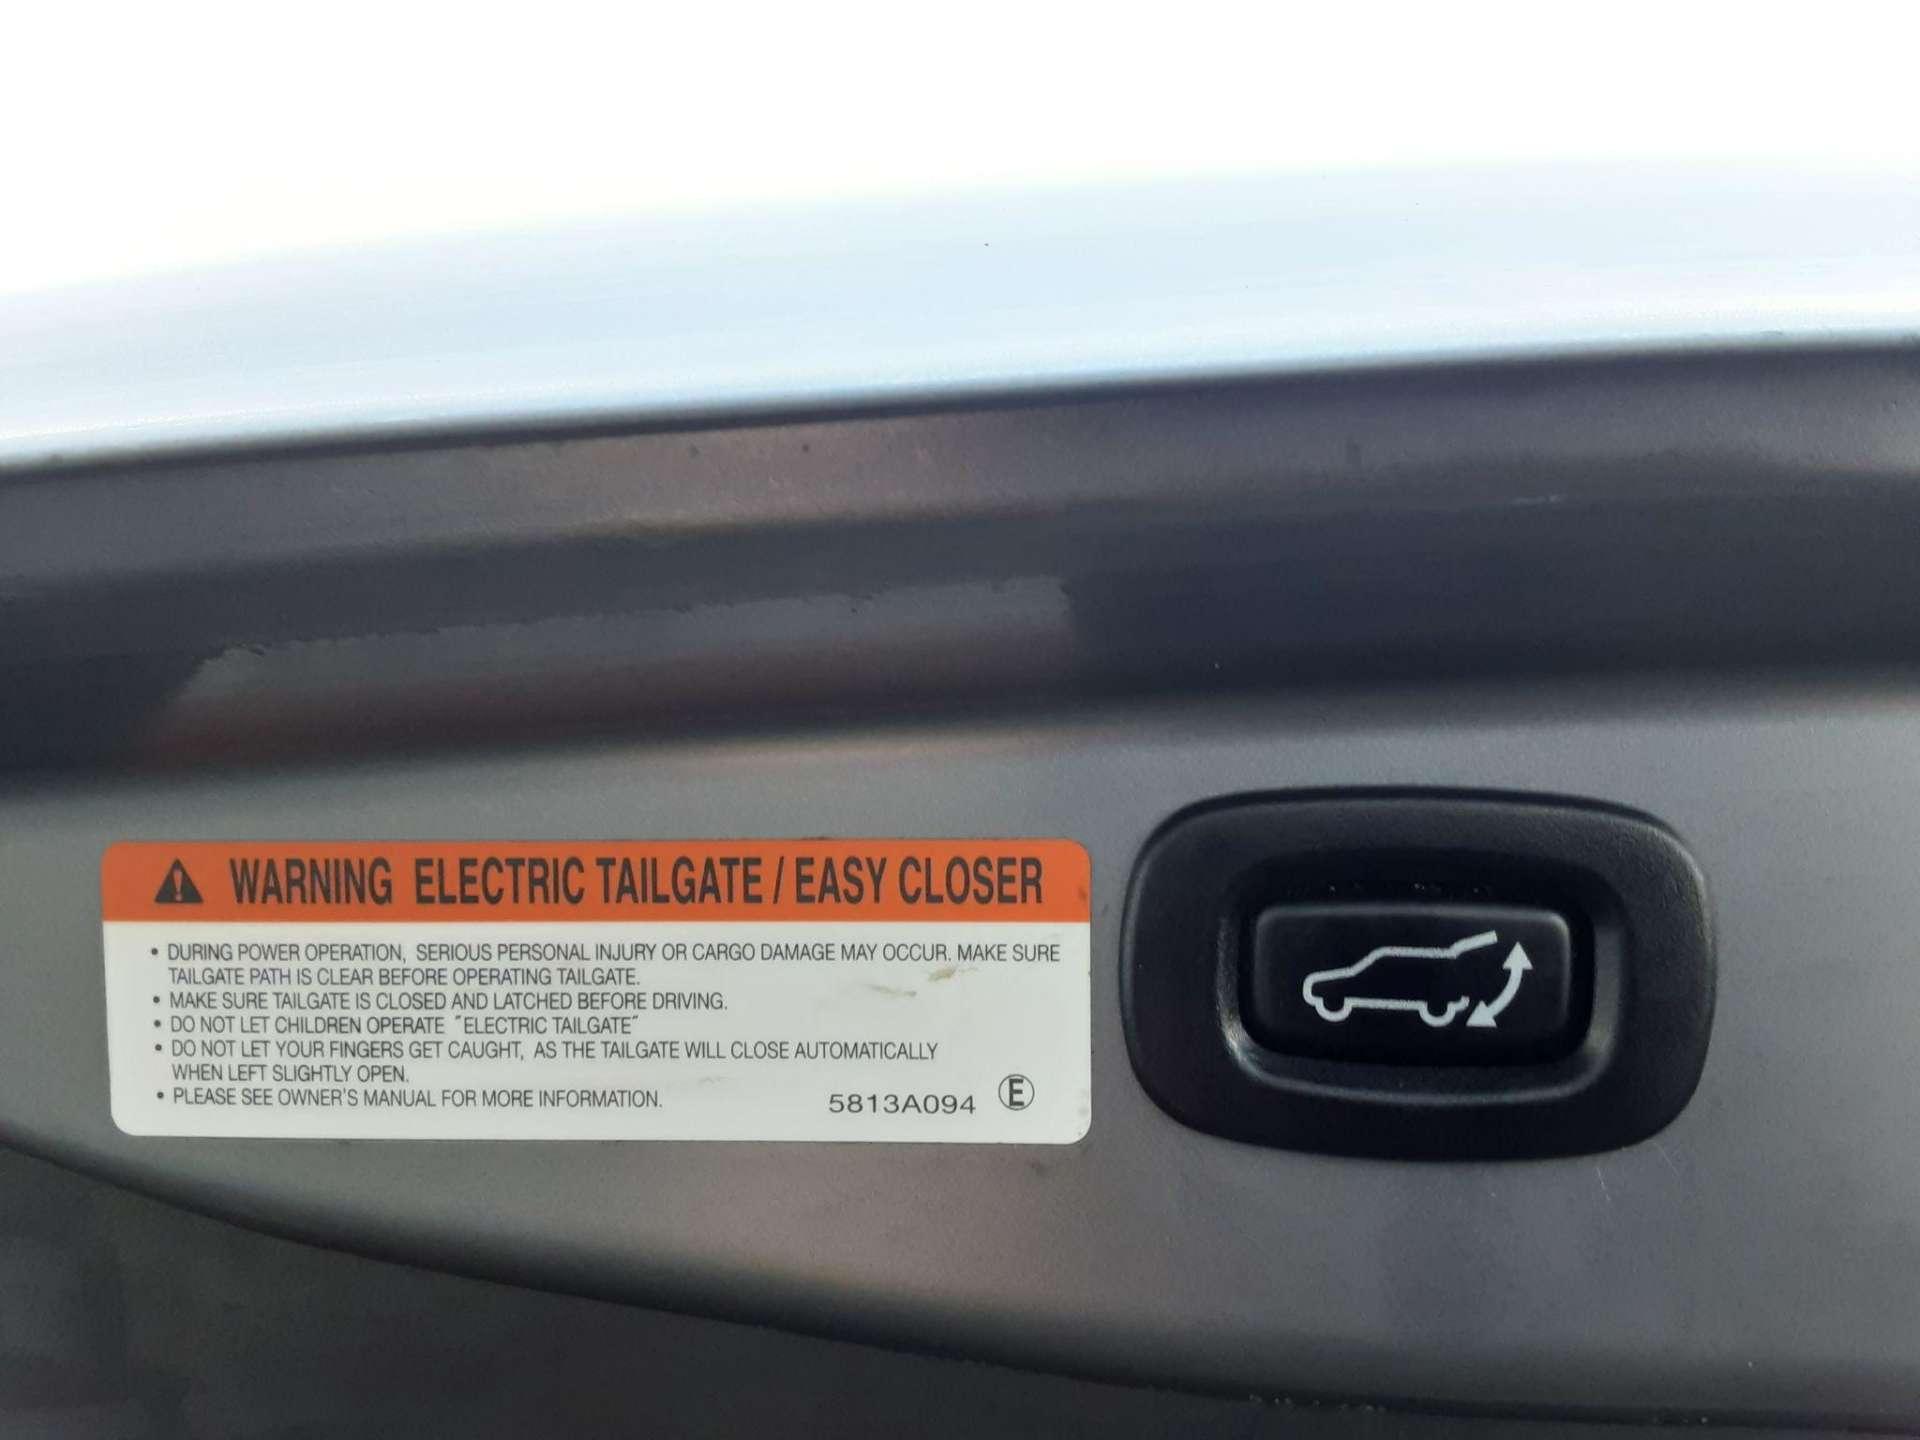 WARNING ELECTRIC TAILGATE / EASY CLOSER
• DURING POWER OPERATION, SERIOUS PERSONAL INJURY OR CARGO DAMAGE MAY OCCUR. MAKE SURE
TAILGATE PATH IS CLEAR BEFORE OPERATING TAILGATE.
• MAKE SURE TAILGATE IS CLOSED AND LATCHED BEFORE DRIVING.
• DO NOT LET CHILDREN OPERATE "ELECTRIC TAILGATE"
• DO NOT LET YOUR FINGERS GET CAUGHT, AS THE TAILGATE WILL CLOSE AUTOMATICALLY
WHEN LEFT SLIGHTLY OPEN.
• PLEASE SEE OWNER'S MANUAL FOR MORE INFORMATION.
5813A094 Ⓔ